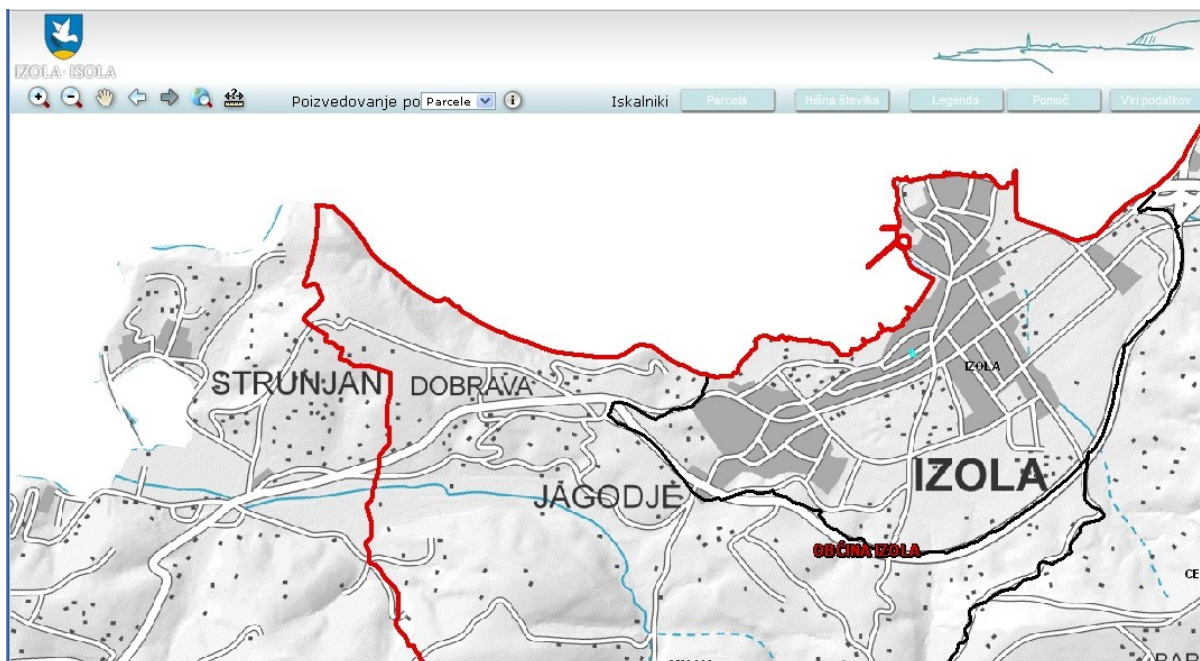 IZOLA·ISOLA
Poizvedovanje po Parcele Iskalniki Parcela Hišna številka Legenda Pomoč Viri podatkov
STRUNJAN
DOBRAVA
IZOLA
JAGODJE
IZOLA
OBČINA IZOLA
CE
BAR